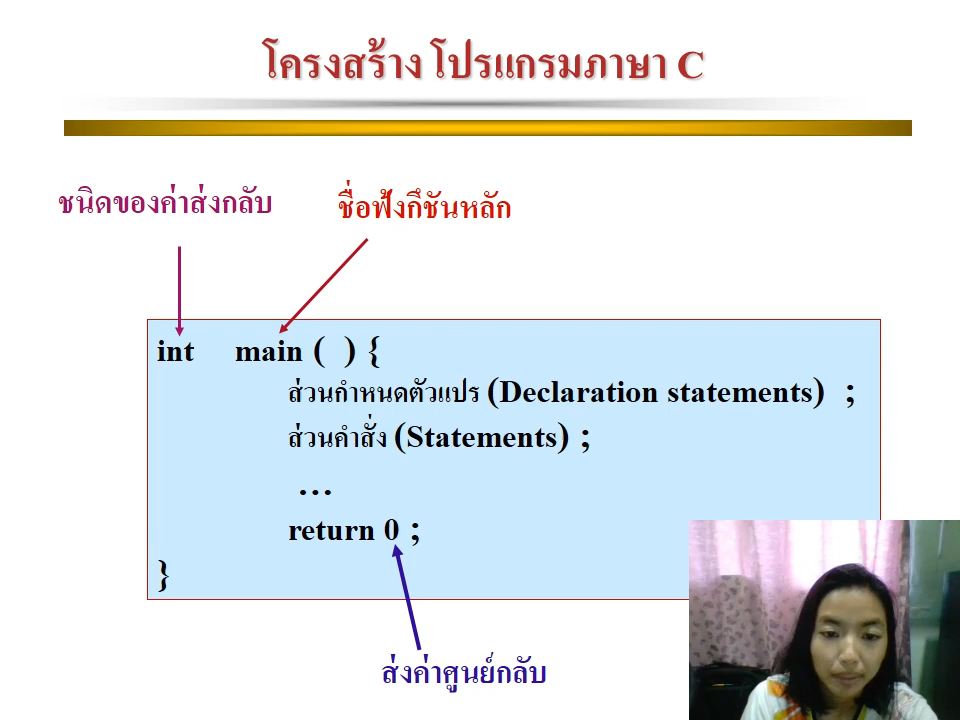 โครงสร้าง โปรแกรมภาษา C
ชนิดของค่าส่งกลับ
ชื่อฟังก์ชันหลัก
int main ( ) {
ส่วนกำหนดตัวแปร (Declaration statements) ;
ส่วนคำสั่ง (Statements) ;
...
return 0 ;
}
ส่งค่าศูนย์กลับ